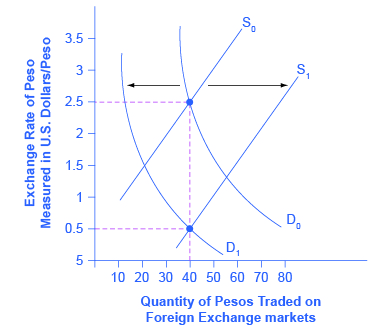 Exchange Rate of Peso
Measured in U.S. Dollars/Peso
3.5
3
2.5
2
1.5
1
0.5
5
S₀
S₁
D₀
D₁
10 20 30 40 50 60 70 80
Quantity of Pesos Traded on
Foreign Exchange markets